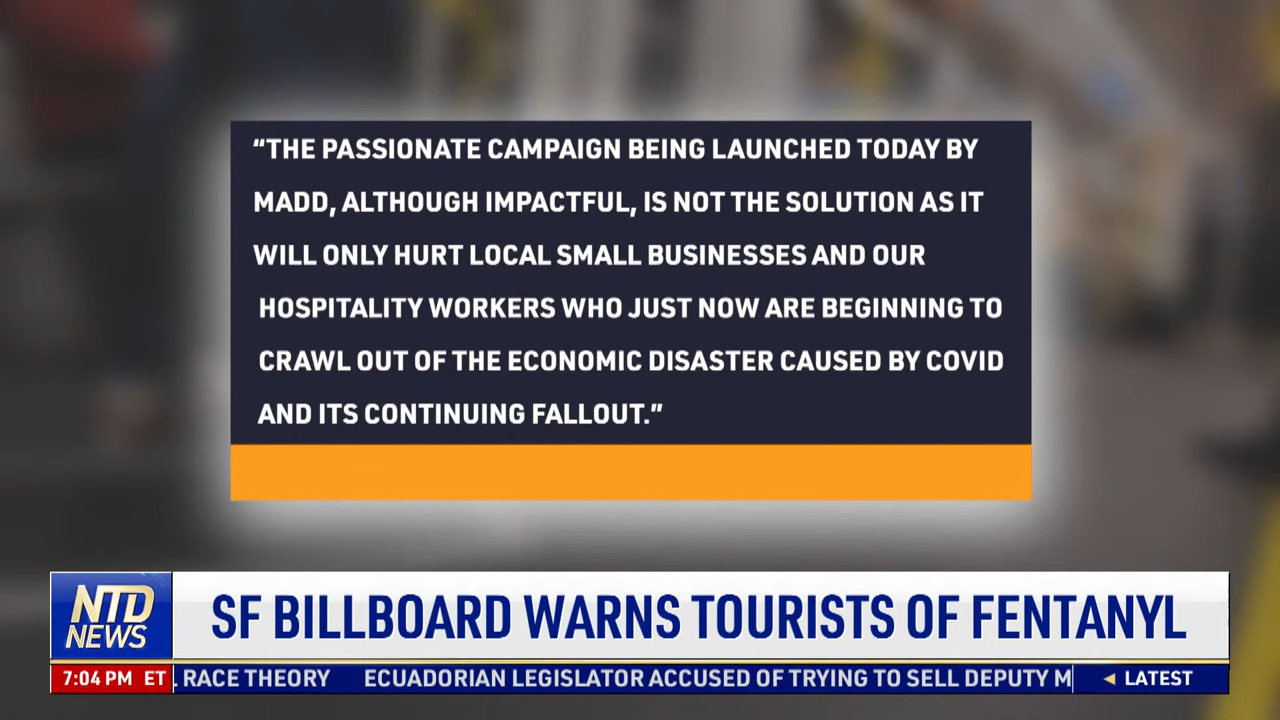 “THE PASSIONATE CAMPAIGN BEING LAUNCHED TODAY BY
MADD, ALTHOUGH IMPACTFUL, IS NOT THE SOLUTION AS IT
WILL ONLY HURT LOCAL SMALL BUSINESSES AND OUR
HOSPITALITY WORKERS WHO JUST NOW ARE BEGINNING TO
CRAWL OUT OF THE ECONOMIC DISASTER CAUSED BY COVID
AND ITS CONTINUING FALLOUT.”
NTD
NEWS
SF BILLBOARD WARNS TOURISTS OF FENTANYL
7:04 PM ET
RACE THEORY ECUADORIAN LEGISLATOR ACCUSED OF TRYING TO SELL DEPUTY M
◄ LATEST